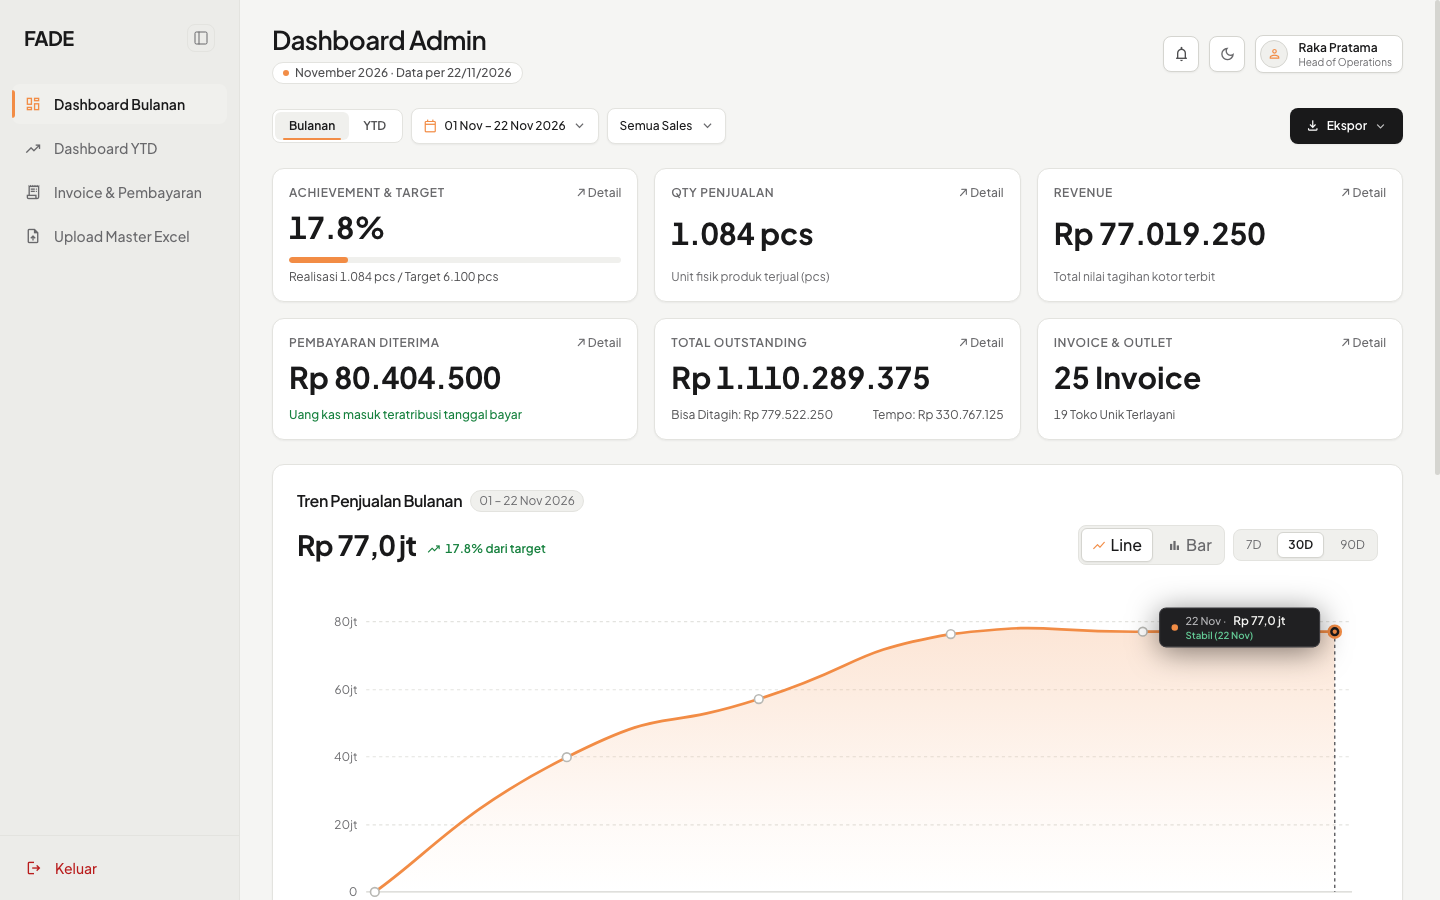 FADE
Dashboard Bulanan
Dashboard YTD
Invoice & Pembayaran
Upload Master Excel
Keluar
Dashboard Admin
November 2026 · Data per 22/11/2026
Raka Pratama
Head of Operations
Bulanan
YTD
01 Nov – 22 Nov 2026
Semua Sales
Ekspor
ACHIEVEMENT & TARGET
Detail
17.8%
Realisasi 1.084 pcs / Target 6.100 pcs
QTY PENJUALAN
Detail
1.084 pcs
Unit fisik produk terjual (pcs)
REVENUE
Detail
Rp 77.019.250
Total nilai tagihan kotor terbit
PEMBAYARAN DITERIMA
Detail
Rp 80.404.500
Uang kas masuk teratribusi tanggal bayar
TOTAL OUTSTANDING
Detail
Rp 1.110.289.375
Bisa Ditagih: Rp 779.522.250
Tempo: Rp 330.767.125
INVOICE & OUTLET
Detail
25 Invoice
19 Toko Unik Terlayani
Tren Penjualan Bulanan
01 – 22 Nov 2026
Rp 77,0 jt
17.8% dari target
Line
Bar
7D
30D
90D
80jt
60jt
40jt
20jt
0
22 Nov · Rp 77,0 jt
Stabil (22 Nov)